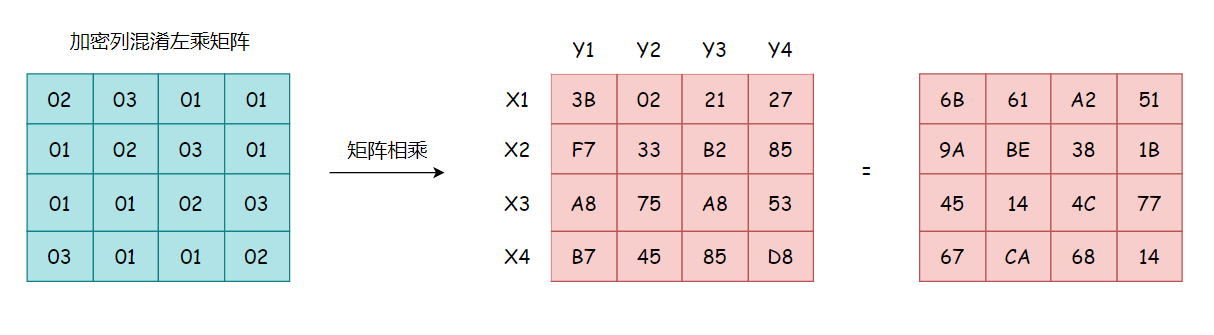 加密列混淆左乘矩阵
Y1 Y2 Y3 Y4
02 03 01 01 X1 3B 02 21 27 6B 61 A2 51
01 02 03 01 矩阵相乘 X2 F7 33 B2 85 = 9A BE 38 1B
01 01 02 03 X3 A8 75 A8 53 45 14 4C 77
03 01 01 02 X4 B7 45 85 D8 67 CA 68 14